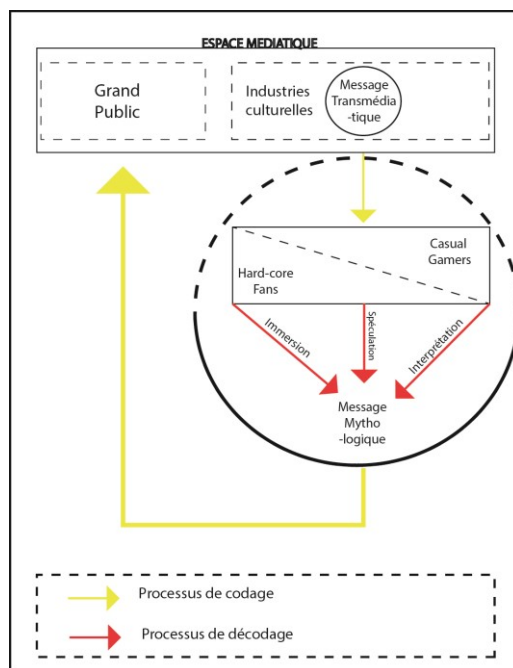 ESPACE MEDIATIQUE
Grand
Public
Industries
culturelles
Message
Transmédia
-tique
Casual
Gamers
Hard-core
Fans
Immersion
Spéculation
Interprétation
Message
Mytho
-logique
Processus de codage
Processus de décodage